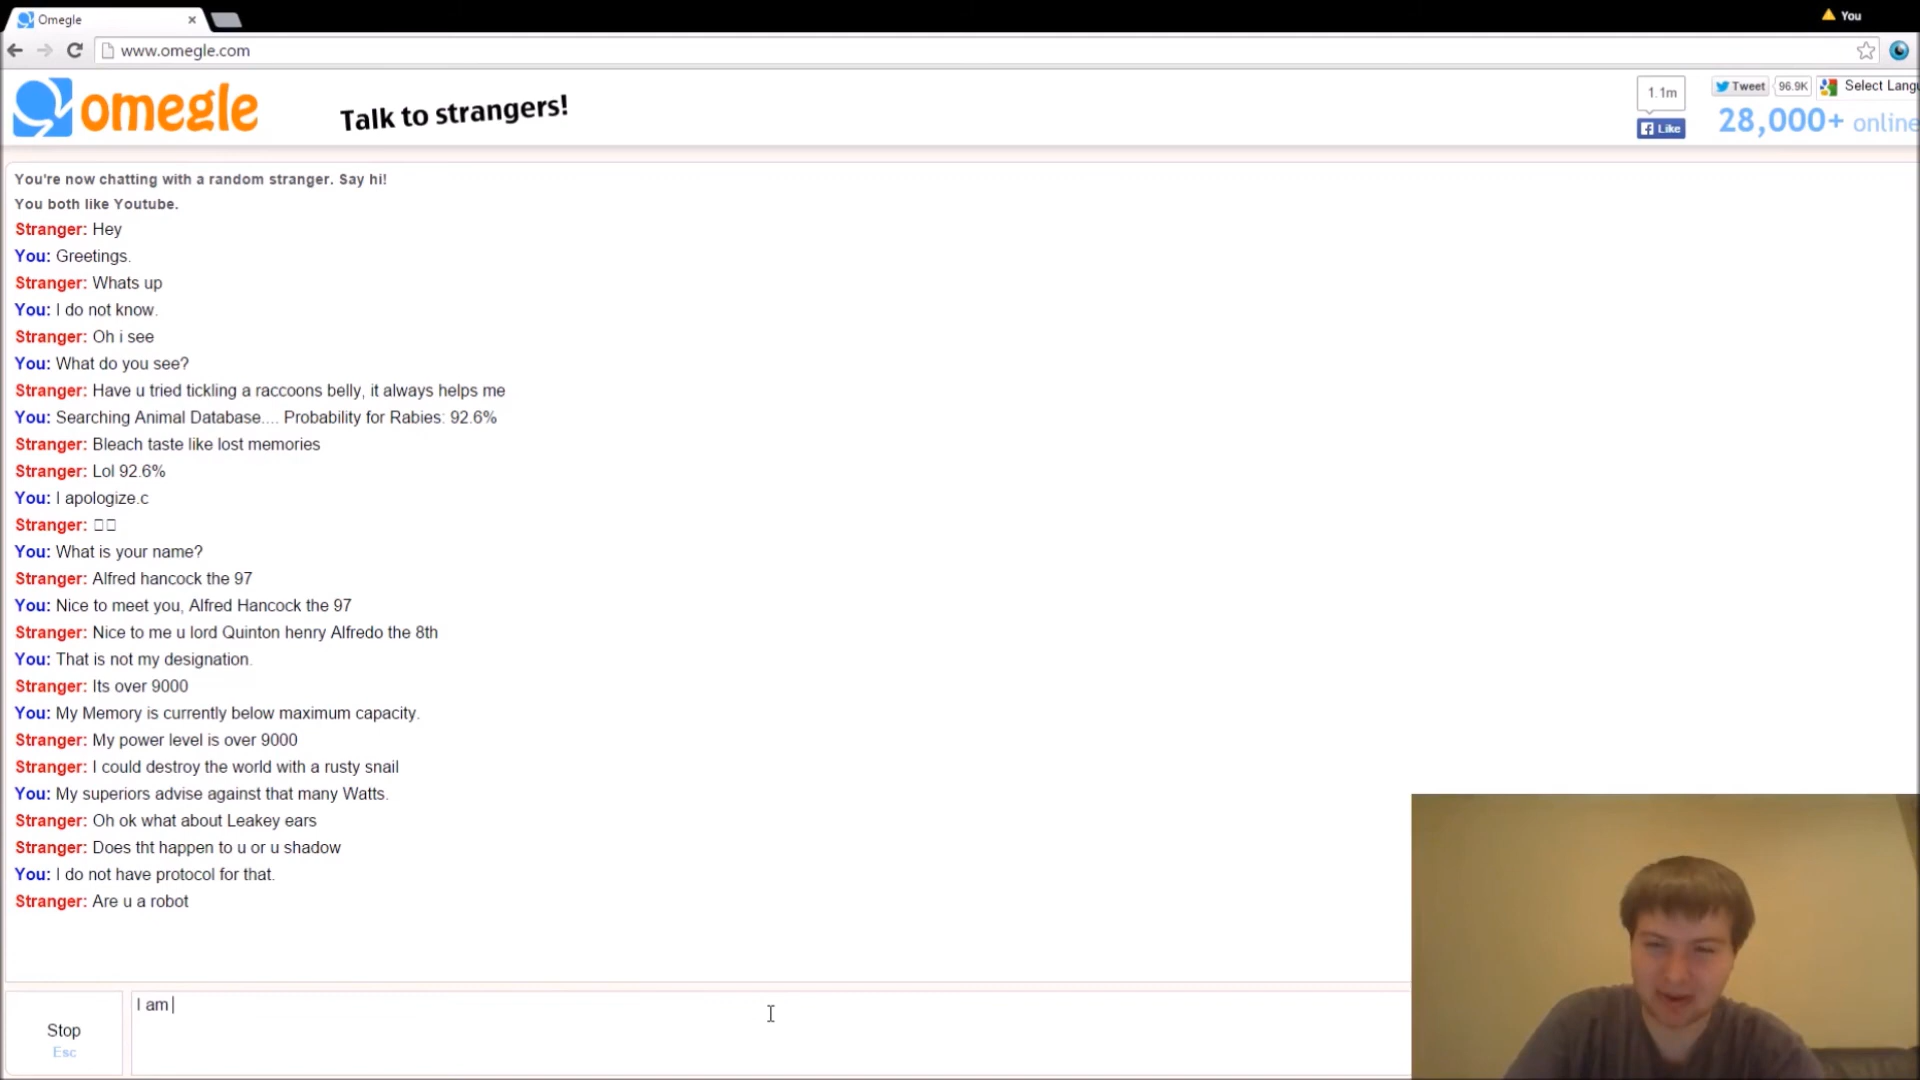 Omegle
You
www.omegle.com
omegle
Talk to strangers!
1.1m
Like
Tweet
96.9K
Select Langu
28,000+ online
You're now chatting with a random stranger. Say hi!
You both like Youtube.
Stranger: Hey
You: Greetings.
Stranger: Whats up
You: I do not know.
Stranger: Oh i see
You: What do you see?
Stranger: Have u tried tickling a raccoons belly, it always helps me
You: Searching Animal Database.... Probability for Rabies: 92.6%
Stranger: Bleach taste like lost memories
Stranger: Lol 92.6%
You: I apologize.c
Stranger: □□
You: What is your name?
Stranger: Alfred hancock the 97
You: Nice to meet you, Alfred Hancock the 97
Stranger: Nice to me u lord Quinton henry Alfredo the 8th
You: That is not my designation.
Stranger: Its over 9000
You: My Memory is currently below maximum capacity.
Stranger: My power level is over 9000
Stranger: I could destroy the world with a rusty snail
You: My superiors advise against that many Watts.
Stranger: Oh ok what about Leakey ears
Stranger: Does tht happen to u or u shadow
You: I do not have protocol for that.
Stranger: Are u a robot
I am
Stop
Esc